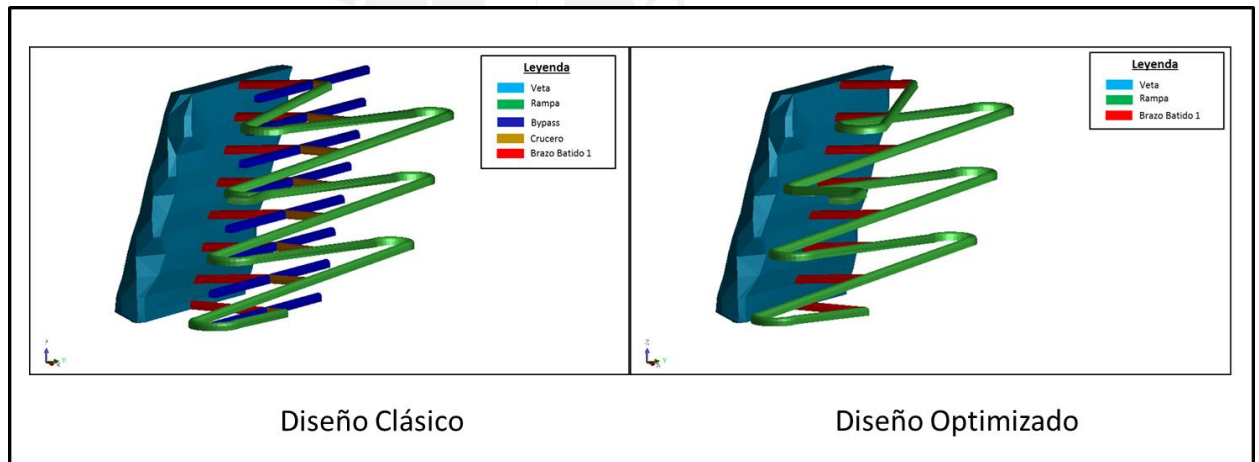 Leyenda
Veta
Rampa
Bypass
Crucero
Brazo Batido 1
Leyenda
Veta
Rampa
Brazo Batido 1
Y
Z
Y
Diseño Clásico
Diseño Optimizado